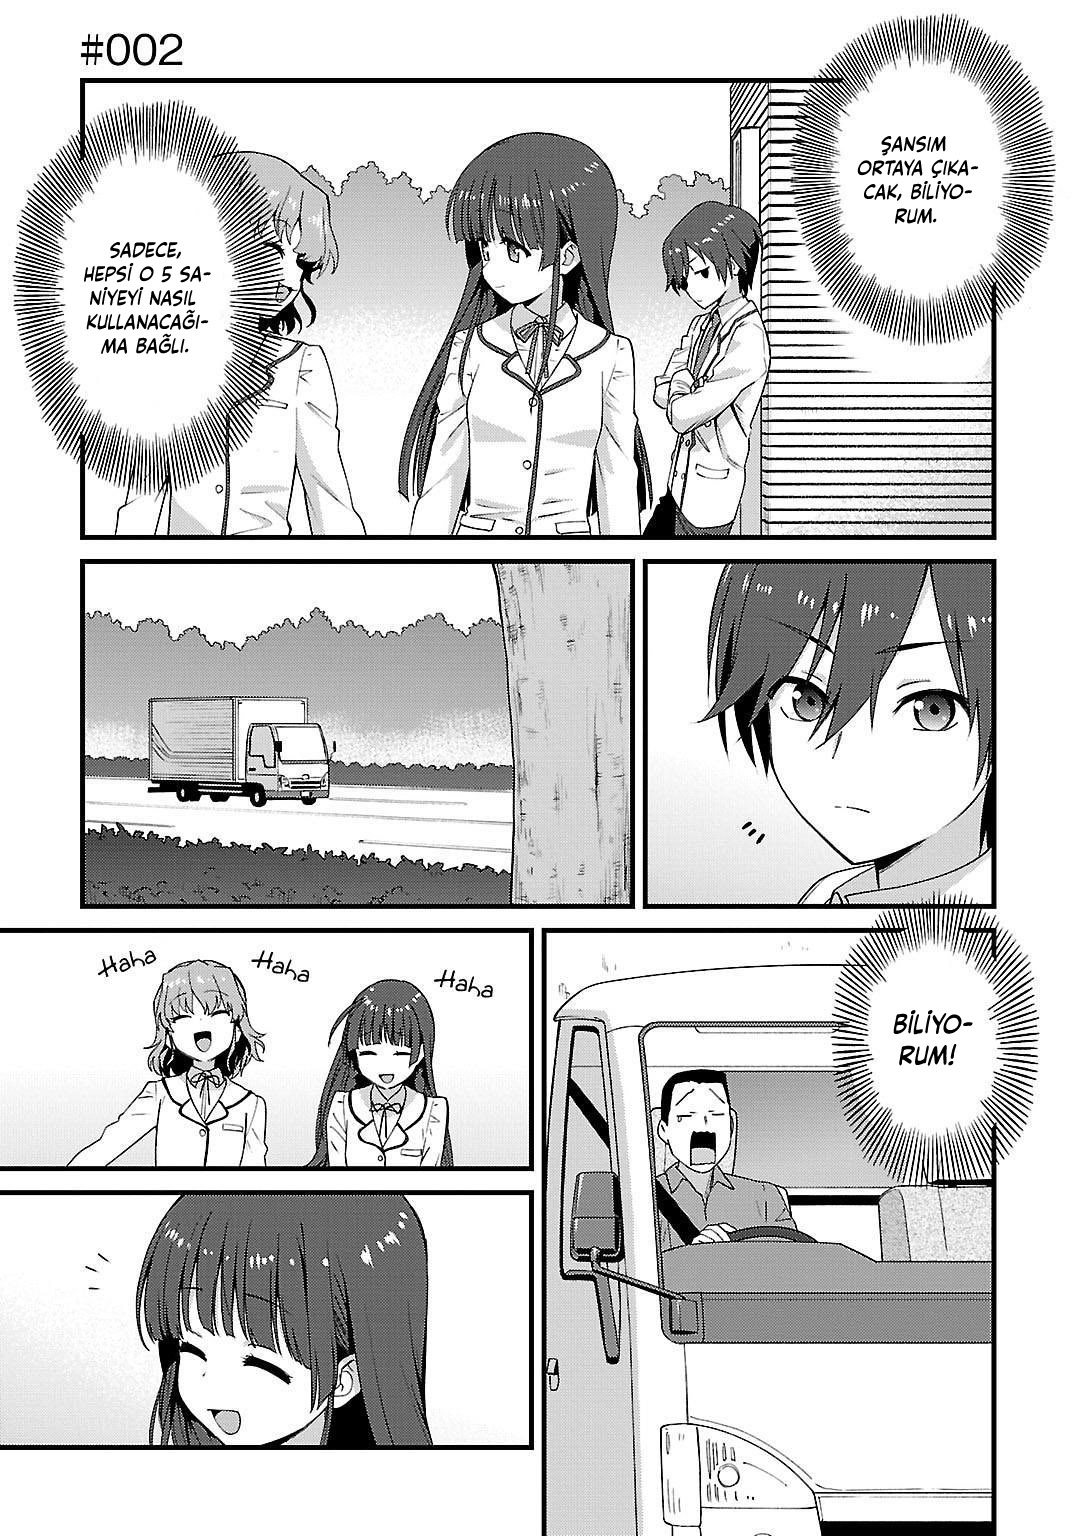 #002
ŞANSIM
ORTAYA ÇIKA-
CAK, BİLİYO-
RUM.
SADECE,
HEPSİ O 5 SA-
NİYEYİ NASIL
KULLANACAĞI-
MA BAĞLI.
BİLİYO-
RUM!
Haha
Haha
Haha